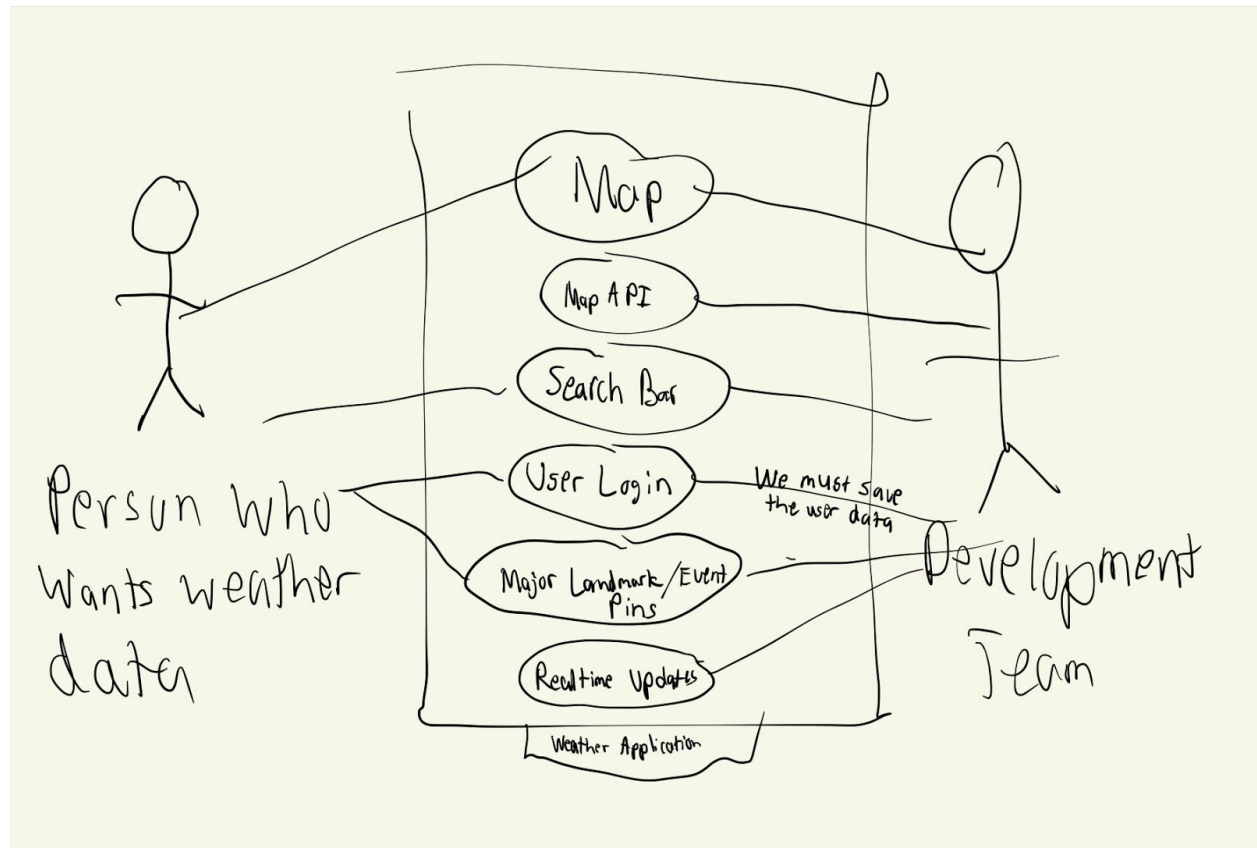 Map
Map API
Search Bar
User Login
We must save
the user data
Major Landmark/Event
Pins
Realtime Updates
Weather Application
Person who
wants weather
data
Development
Team